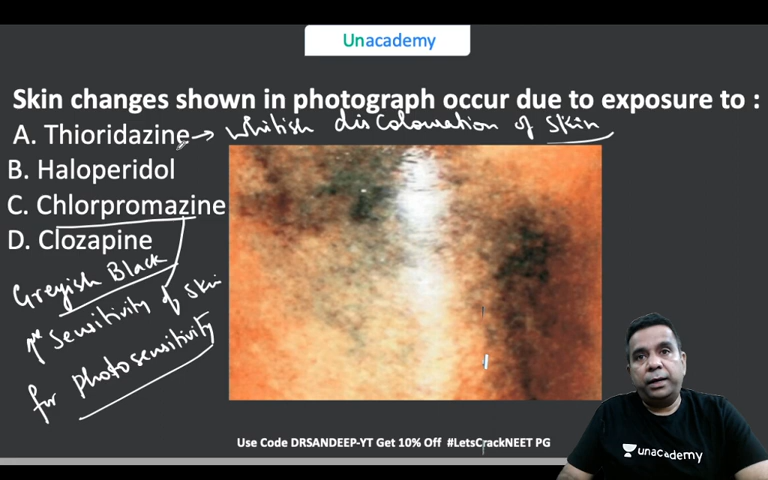 Unacademy
Skin changes shown in photograph occur due to exposure to :
A. Thioridazine → Whitish discolouration of skin
B. Haloperidol
C. Chlorpromazine
D. Clozapine
Greyish Black
Sensitivity of Skin
for Photosensitivity
unacademy
Use Code DRSANDEEP-YT Get 10% Off #LetsCrackNEET PG